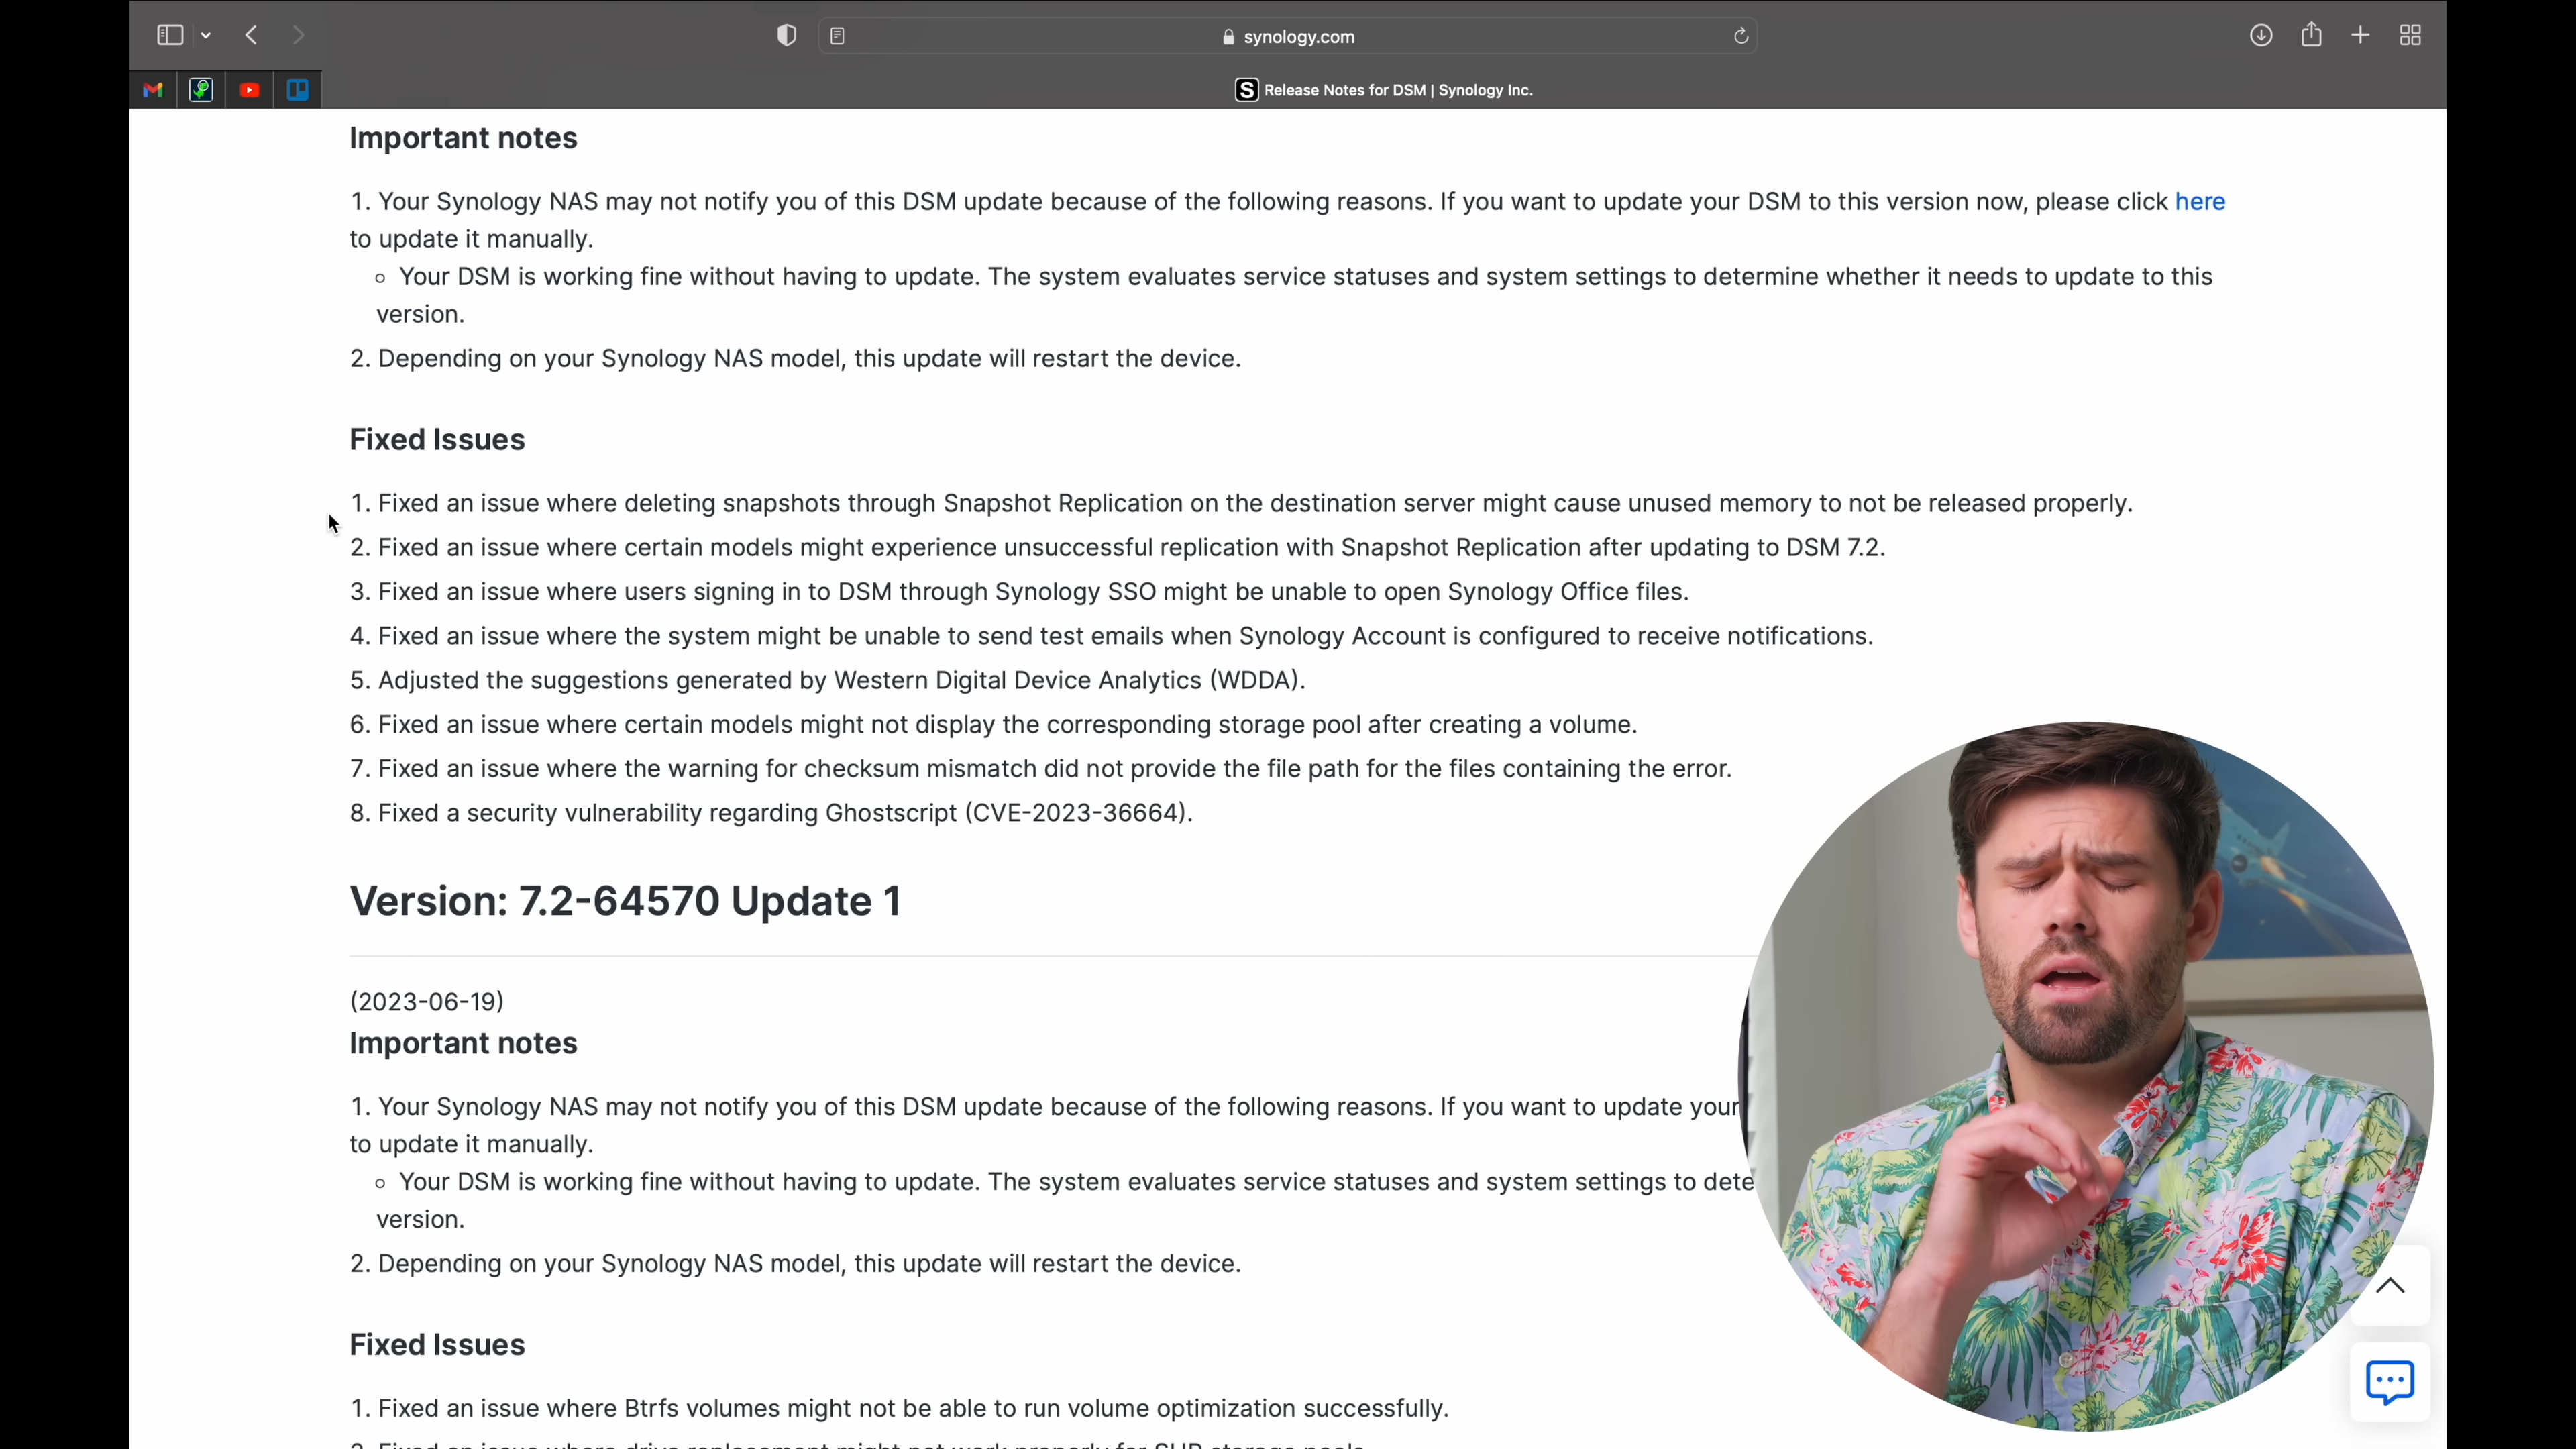 synology.com
Release Notes for DSM | Synology Inc.
Important notes
1. Your Synology NAS may not notify you of this DSM update because of the following reasons. If you want to update your DSM to this version now, please click here
to update it manually.
Your DSM is working fine without having to update. The system evaluates service statuses and system settings to determine whether it needs to update to this
version.
2. Depending on your Synology NAS model, this update will restart the device.
Fixed Issues
1. Fixed an issue where deleting snapshots through Snapshot Replication on the destination server might cause unused memory to not be released properly.
2. Fixed an issue where certain models might experience unsuccessful replication with Snapshot Replication after updating to DSM 7.2.
3. Fixed an issue where users signing in to DSM through Synology SSO might be unable to open Synology Office files.
4. Fixed an issue where the system might be unable to send test emails when Synology Account is configured to receive notifications.
5. Adjusted the suggestions generated by Western Digital Device Analytics (WDDA).
6. Fixed an issue where certain models might not display the corresponding storage pool after creating a volume.
7. Fixed an issue where the warning for checksum mismatch did not provide the file path for the files containing the error.
8. Fixed a security vulnerability regarding Ghostscript (CVE-2023-36664).
Version: 7.2-64570 Update 1
(2023-06-19)
Important notes
1. Your Synology NAS may not notify you of this DSM update because of the following reasons. If you want to update your
to update it manually.
Your DSM is working fine without having to update. The system evaluates service statuses and system settings to dete
version.
2. Depending on your Synology NAS model, this update will restart the device.
Fixed Issues
1. Fixed an issue where Btrfs volumes might not be able to run volume optimization successfully.
2. Fixed an issue where drive replacement might not work properly for SHR storage pools.